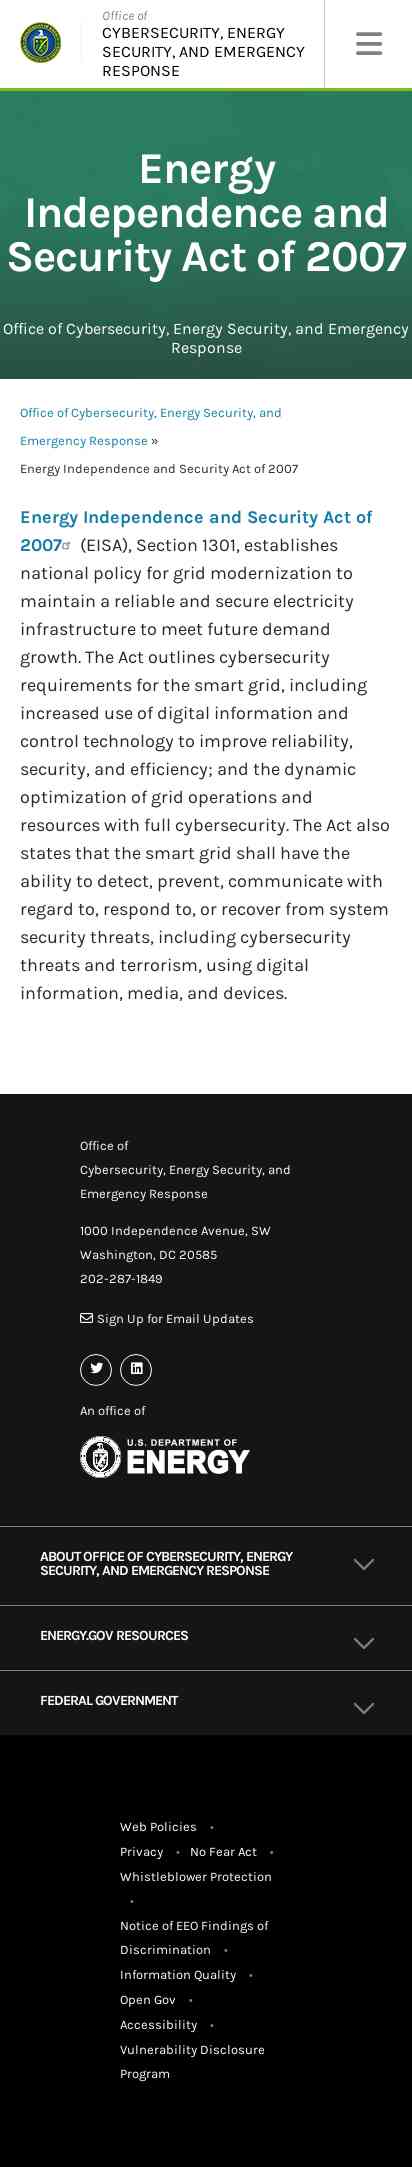 Office of
CYBERSECURITY, ENERGY
SECURITY, AND EMERGENCY
RESPONSE
Energy
Independence and
Security Act of 2007
Office of Cybersecurity, Energy Security, and Emergency
Response
Office of Cybersecurity, Energy Security, and
Emergency Response »
Energy Independence and Security Act of 2007
Energy Independence and Security Act of
2007 (EISA), Section 1301, establishes
national policy for grid modernization to
maintain a reliable and secure electricity
infrastructure to meet future demand
growth. The Act outlines cybersecurity
requirements for the smart grid, including
increased use of digital information and
control technology to improve reliability,
security, and efficiency; and the dynamic
optimization of grid operations and
resources with full cybersecurity. The Act also
states that the smart grid shall have the
ability to detect, prevent, communicate with
regard to, respond to, or recover from system
security threats, including cybersecurity
threats and terrorism, using digital
information, media, and devices.
Office of
Cybersecurity, Energy Security, and
Emergency Response
1000 Independence Avenue, SW
Washington, DC 20585
202-287-1849
Sign Up for Email Updates
An office of
U.S. DEPARTMENT OF
ENERGY
ABOUT OFFICE OF CYBERSECURITY, ENERGY
SECURITY, AND EMERGENCY RESPONSE
ENERGY.GOV RESOURCES
FEDERAL GOVERNMENT
Web Policies •
Privacy • No Fear Act •
Whistleblower Protection
•
Notice of EEO Findings of
Discrimination •
Information Quality •
Open Gov •
Accessibility •
Vulnerability Disclosure
Program